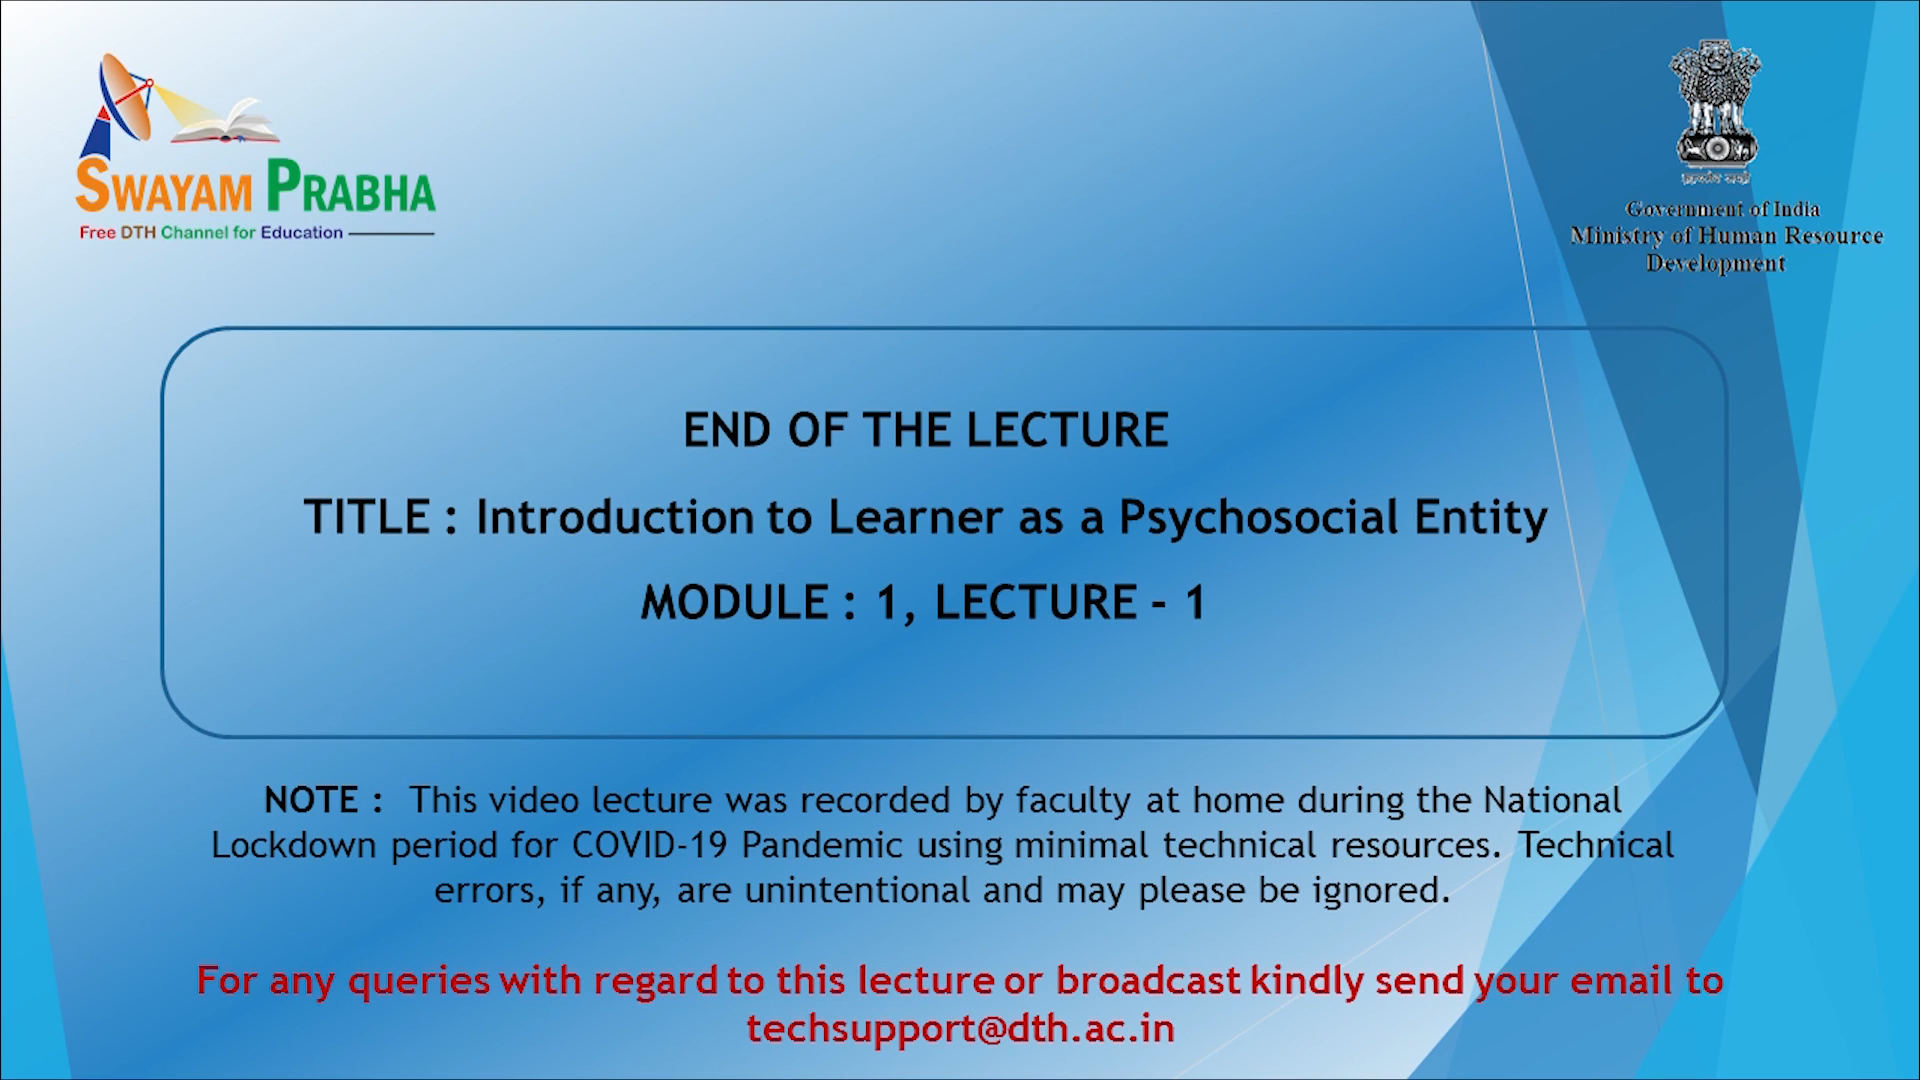 SWAYAM PRABHA
Free DTH Channel for Education
Government of India
Ministry of Human Resource
Development
END OF THE LECTURE
TITLE : Introduction to Learner as a Psychosocial Entity
MODULE : 1, LECTURE - 1
NOTE : This video lecture was recorded by faculty at home during the National
Lockdown period for COVID-19 Pandemic using minimal technical resources. Technical
errors, if any, are unintentional and may please be ignored.
For any queries with regard to this lecture or broadcast kindly send your email to
techsupport@dth.ac.in